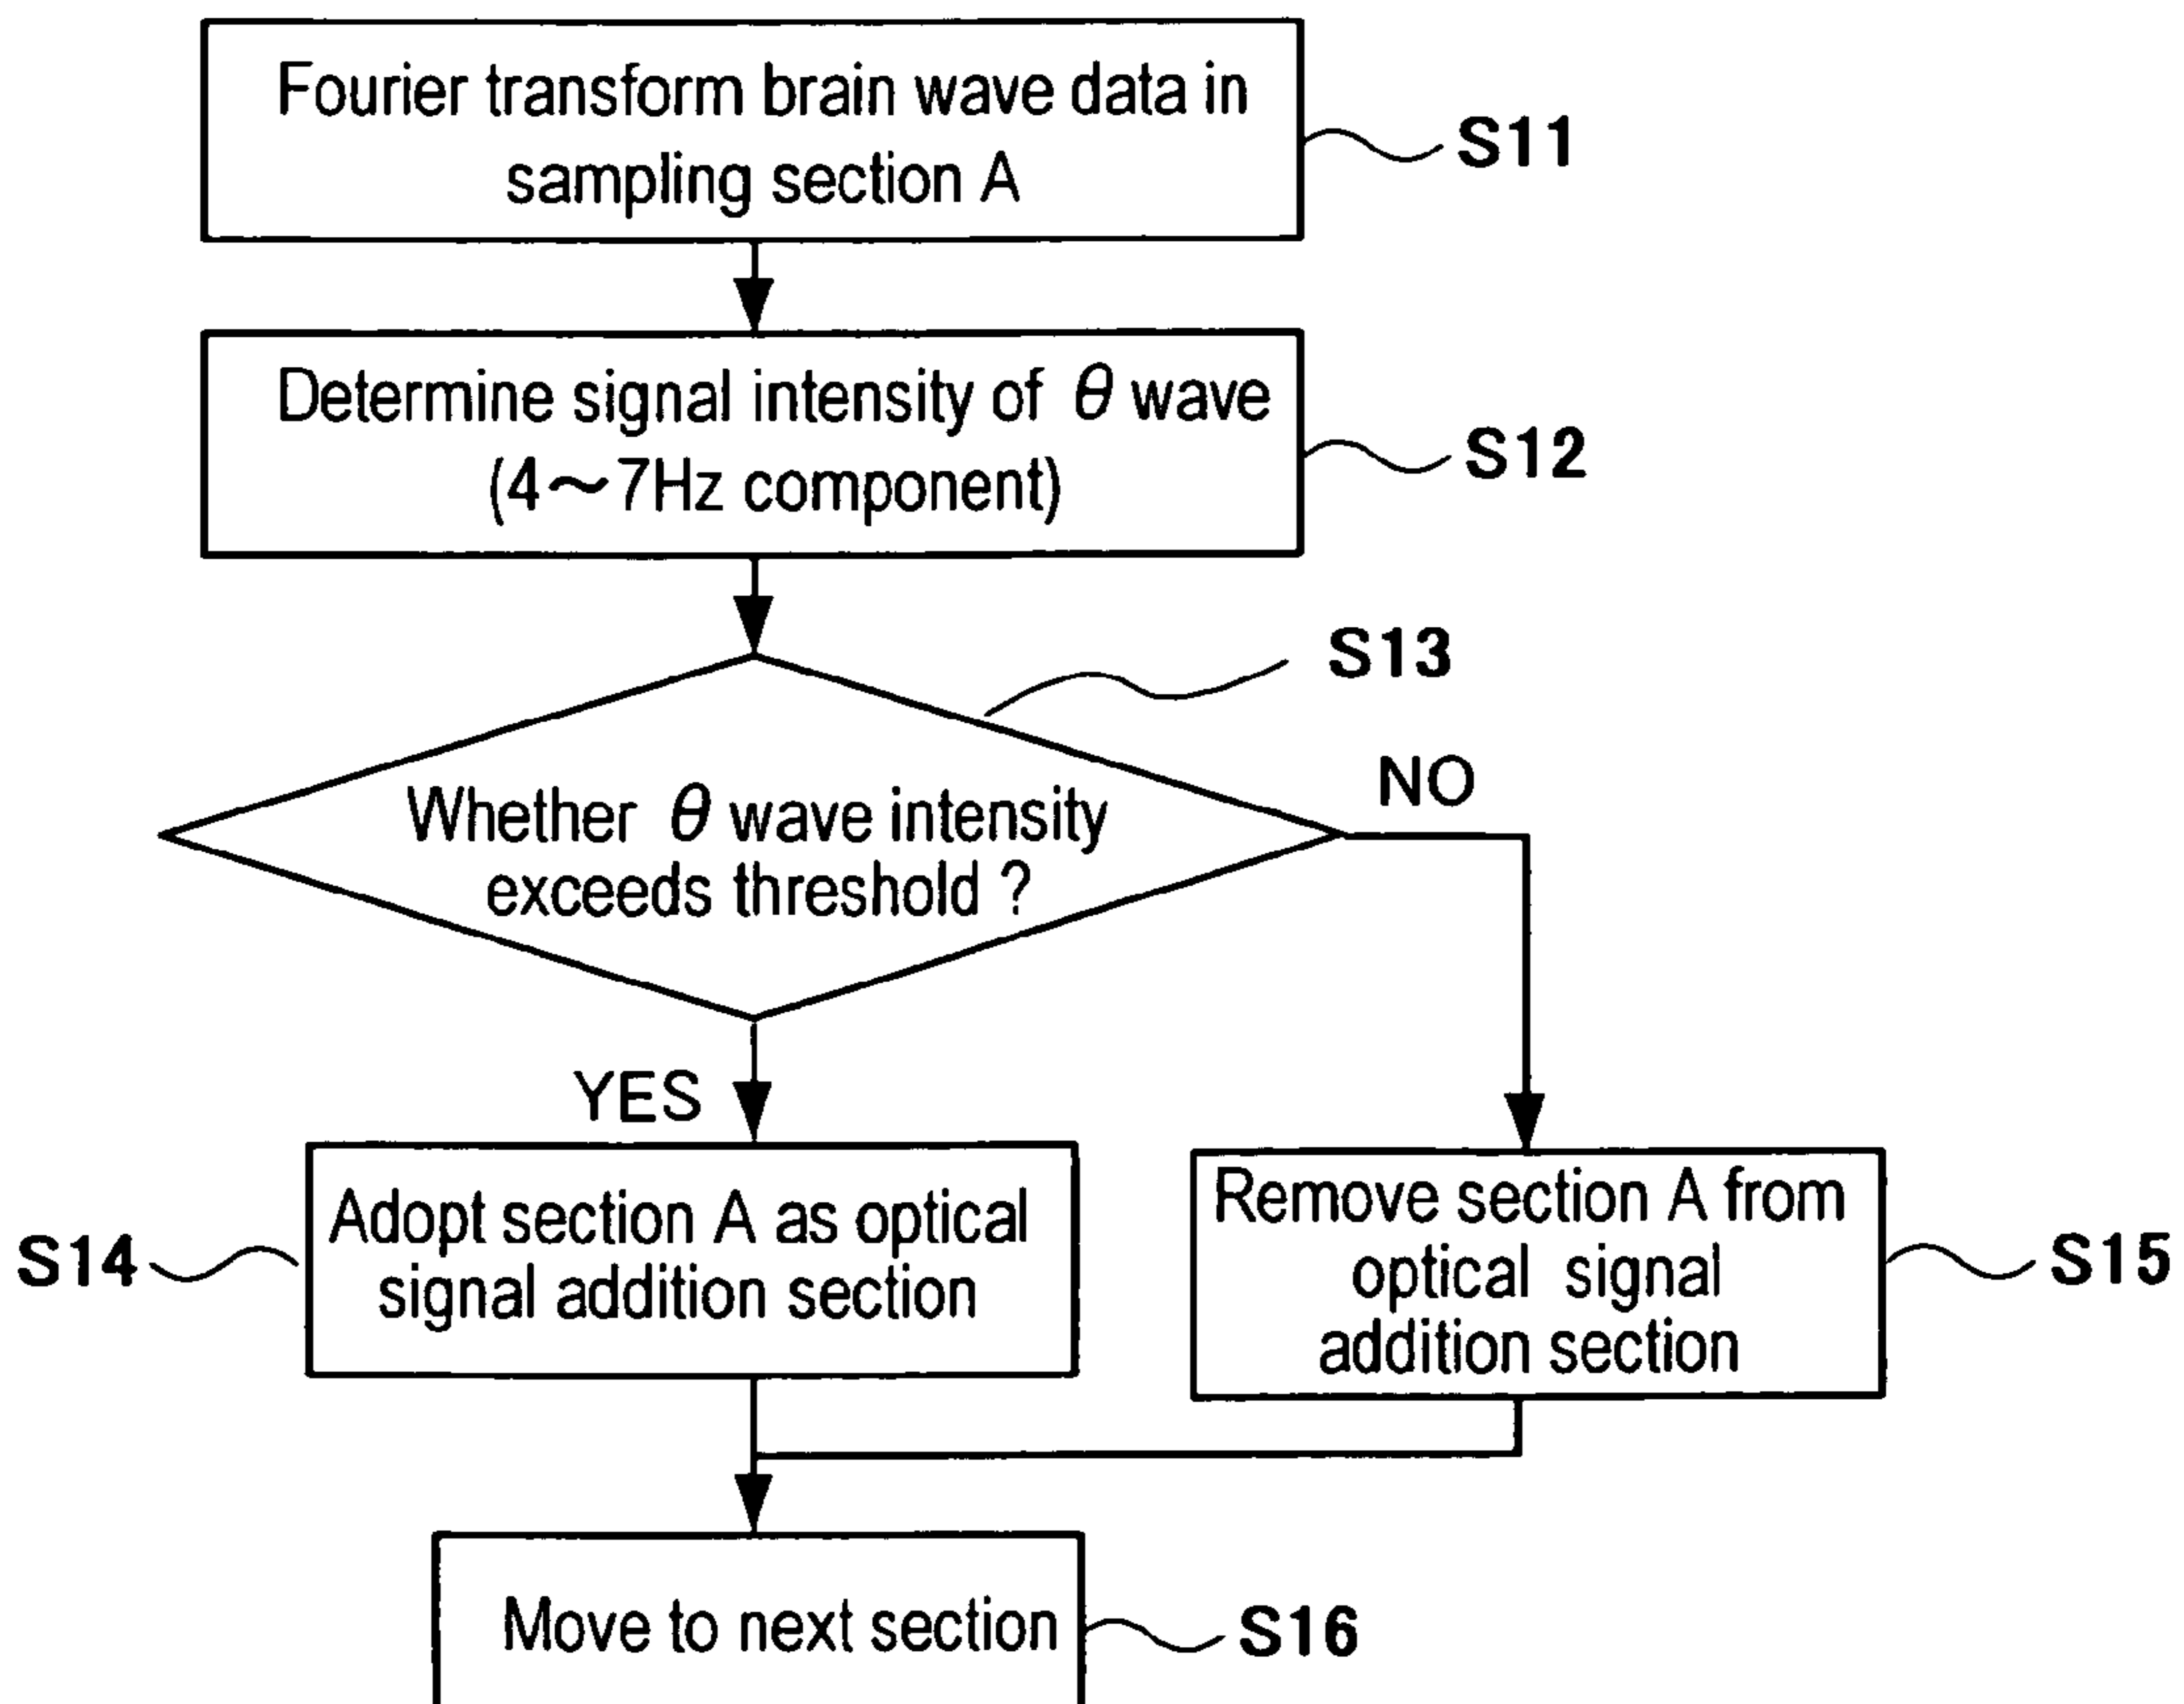 Fourier transform brain wave data in
sampling section A
S11
Determine signal intensity of θ wave
(4～7Hz component)
S12
S13
Whether θ wave intensity
exceeds threshold ?
NO
YES
Adopt section A as optical
signal addition section
S14
Remove section A from
optical signal
addition section
S15
Move to next section
S16